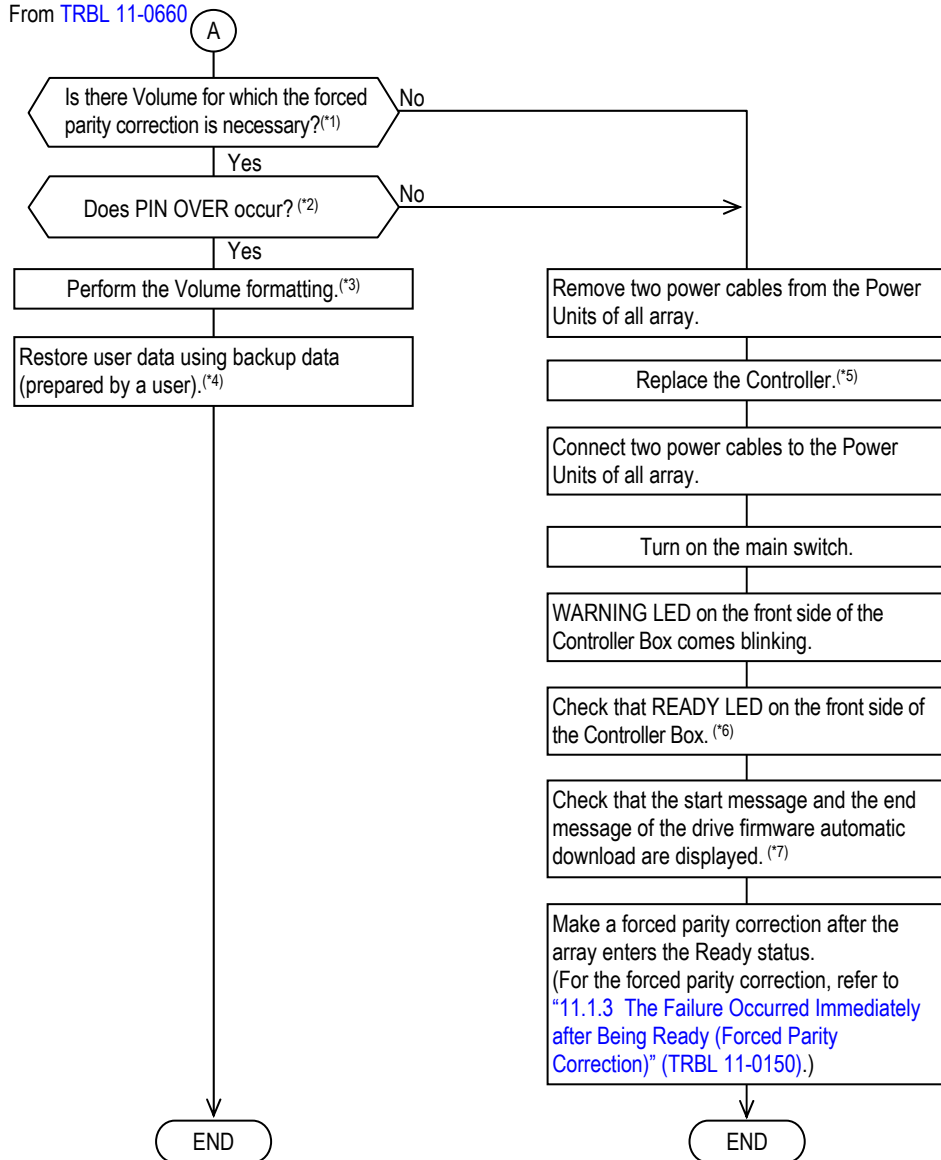 From TRBL 11-0660
A
Is there Volume for which the forced
parity correction is necessary?(*1)
No
Yes
Does PIN OVER occur? (*2)
No
Yes
Perform the Volume formatting.(*3)
Restore user data using backup data
(prepared by a user).(*4)
END
Remove two power cables from the Power
Units of all array.
Replace the Controller.(*5)
Connect two power cables to the Power
Units of all array.
Turn on the main switch.
WARNING LED on the front side of the
Controller Box comes blinking.
Check that READY LED on the front side of
the Controller Box. (*6)
Check that the start message and the end
message of the drive firmware automatic
download are displayed. (*7)
Make a forced parity correction after the
array enters the Ready status.
(For the forced parity correction, refer to
“11.1.3 The Failure Occurred Immediately
after Being Ready (Forced Parity
Correction)” (TRBL 11-0150).)
END